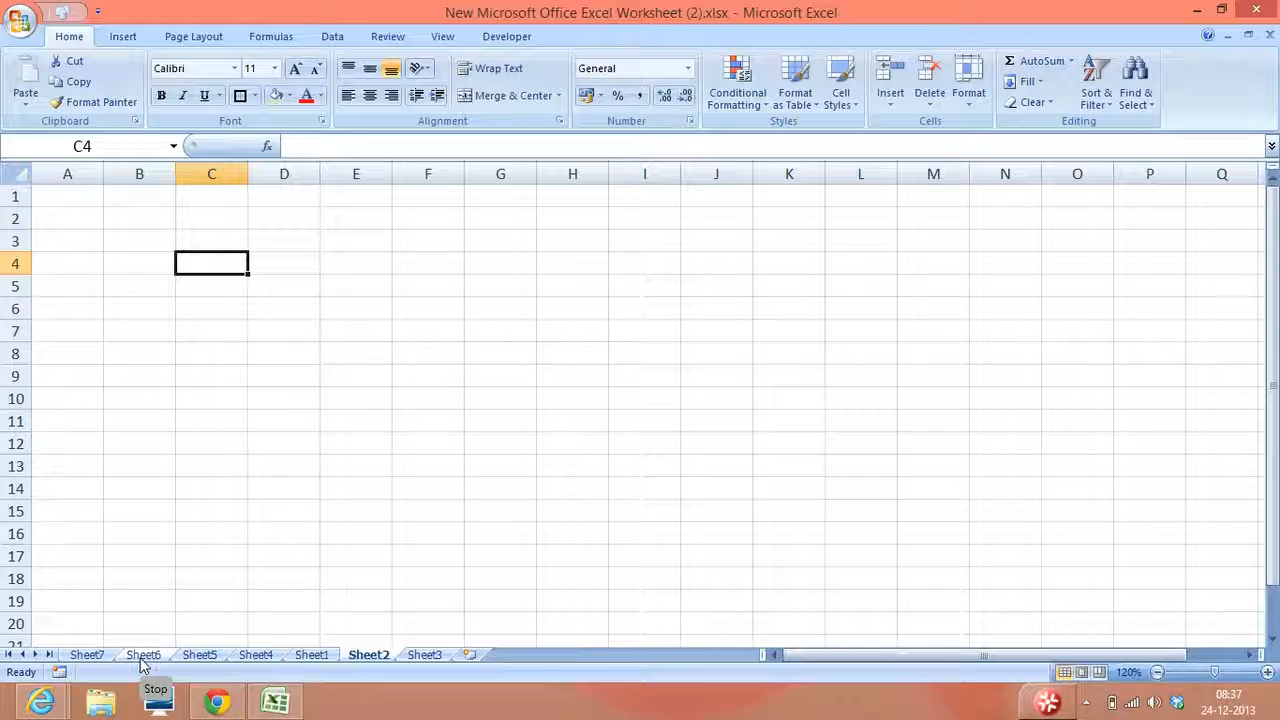 New Microsoft Office Excel Worksheet (2).xlsx - Microsoft Excel
Home Insert Page Layout Formulas Data Review View Developer
Cut
Copy
Format Painter
Paste
Clipboard
Calibri 11
B I U
Font
Wrap Text
Merge & Center
Alignment
General
Number
Conditional Formatting
Format as Table
Cell Styles
Styles
Insert Delete Format
Cells
AutoSum
Fill
Clear
Sort & Filter
Find & Select
Editing
C4 fx
A B C D E F G H I J K L M N O P Q
1
2
3
4
5
6
7
8
9
10
11
12
13
14
15
16
17
18
19
20
21
Sheet7 Sheet6 Sheet5 Sheet4 Sheet1 Sheet2 Sheet3
Ready 120%
Stop
08:37
24-12-2013